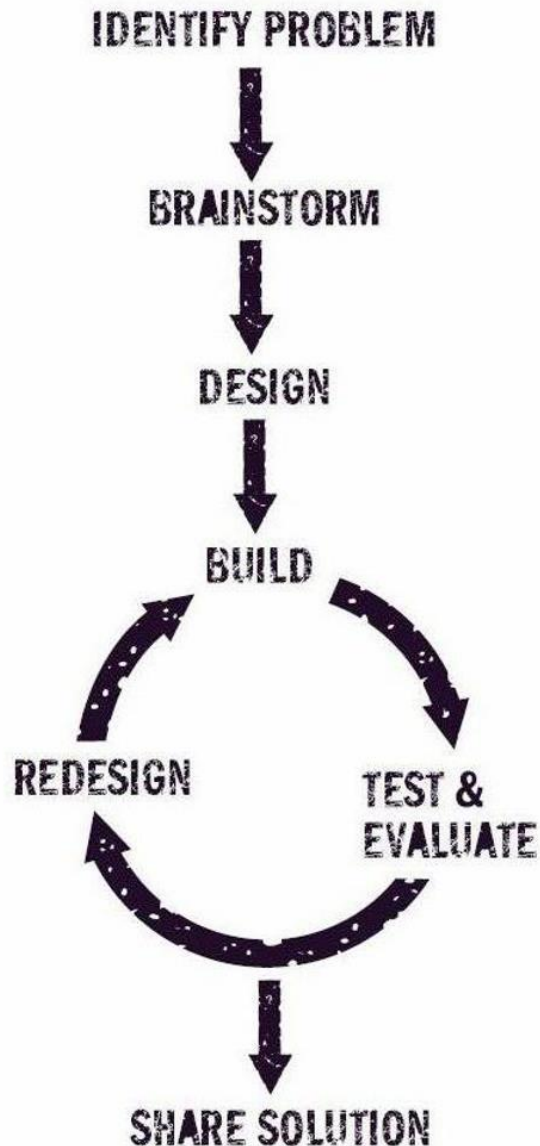 IDENTIFY PROBLEM
BRAINSTORM
DESIGN
BUILD
REDESIGN
TEST &
EVALUATE
SHARE SOLUTION